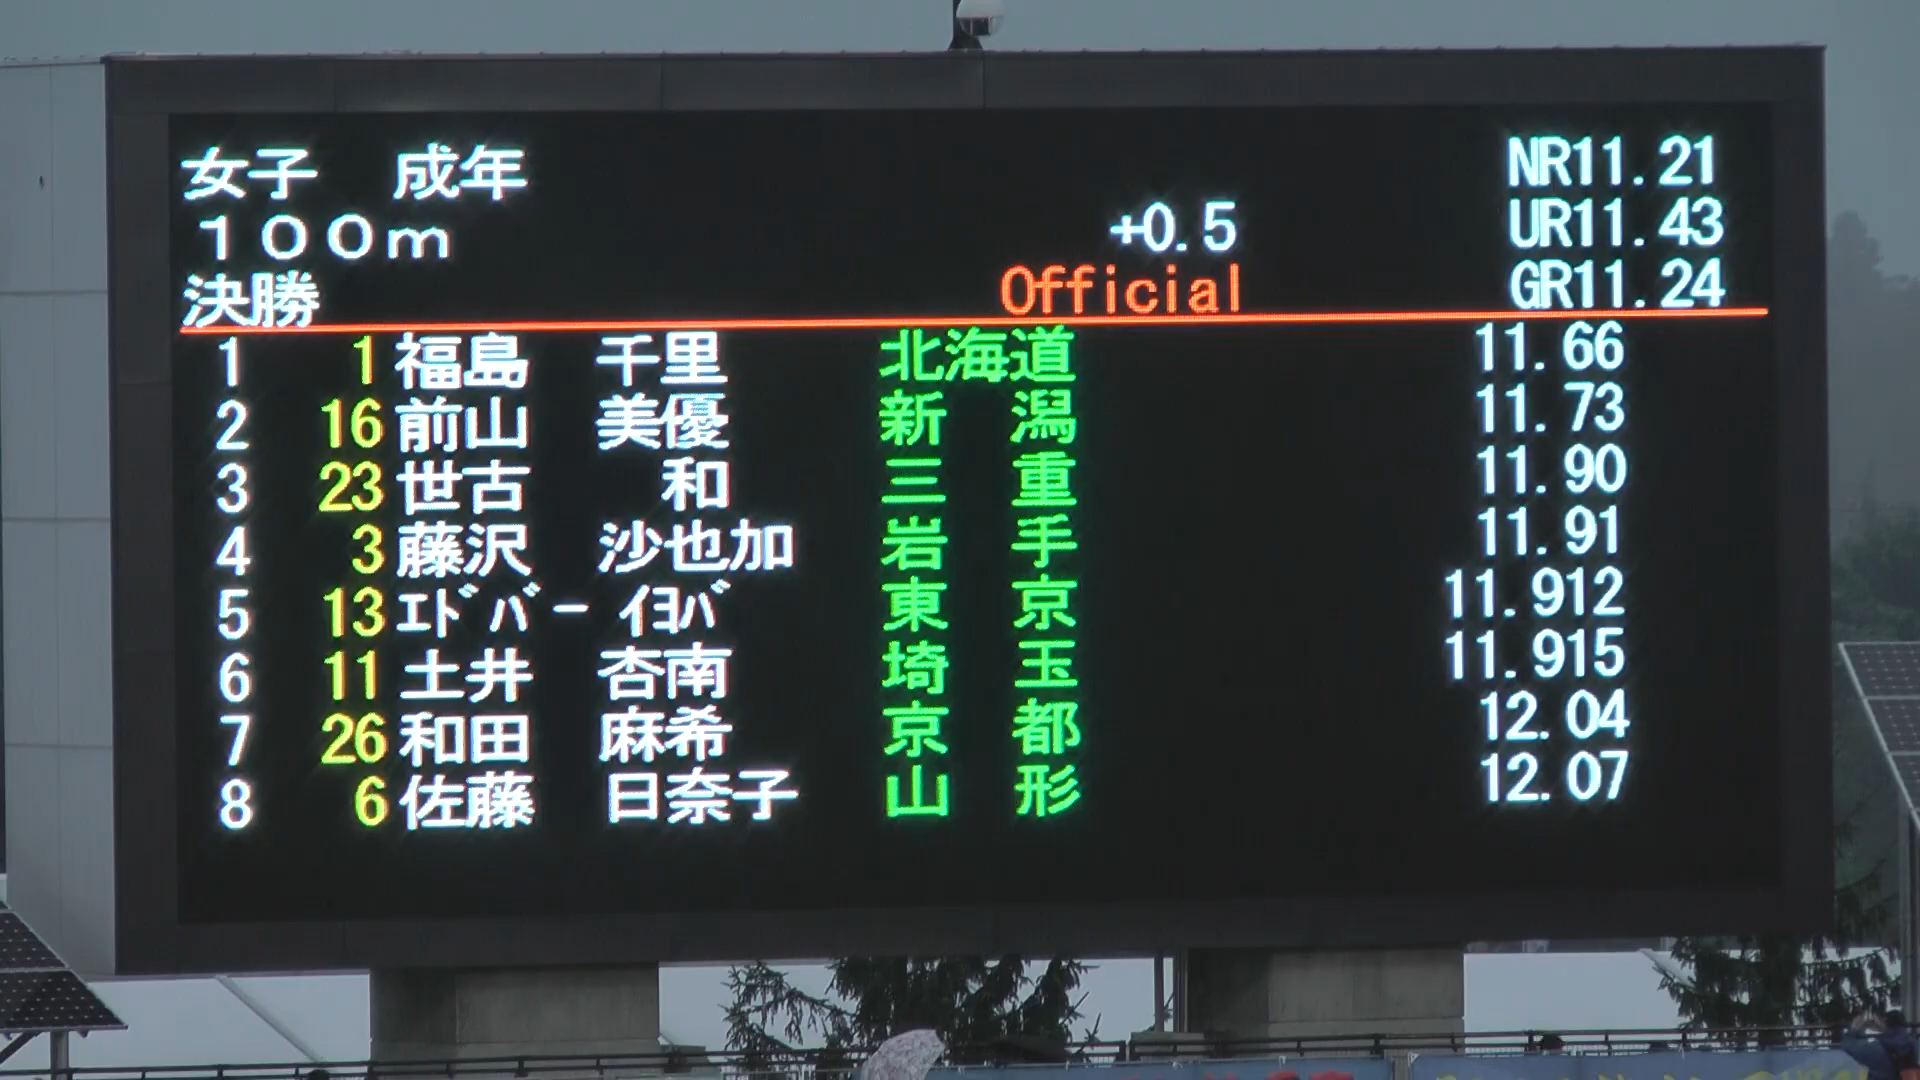 女子 成年 NR11.21
100m +0.5 UR11.43
決勝 Official GR11.24
1 1 福島 千里 北海道 11.66
2 16 前山 美優 新潟 11.73
3 23 世古 和 三重 11.90
4 3 藤沢 沙也加 岩手 11.91
5 13 ｴﾄﾞﾊﾞｰ ｲﾖﾊﾞ 東京 11.912
6 11 土井 杏南 埼玉 11.915
7 26 和田 麻希 京都 12.04
8 6 佐藤 日奈子 山形 12.07